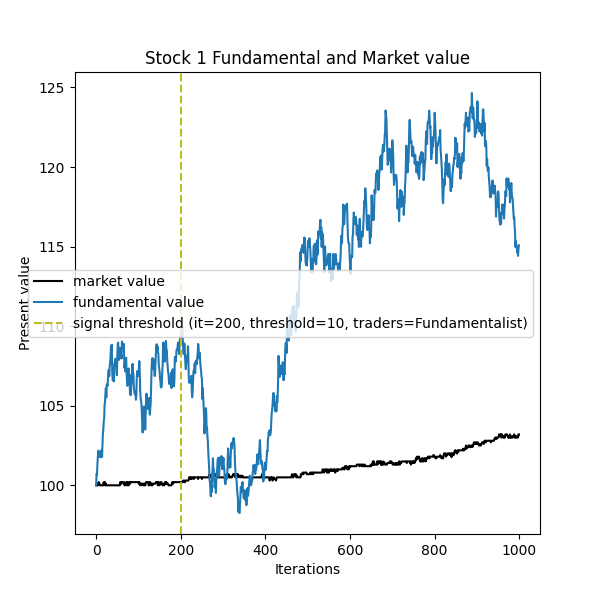 Stock 1 Fundamental and Market value
125
120
115
110
105
100
Present value
market value
fundamental value
signal threshold (it=200, threshold=10, traders=Fundamentalist)
0
200
400
600
800
1000
Iterations